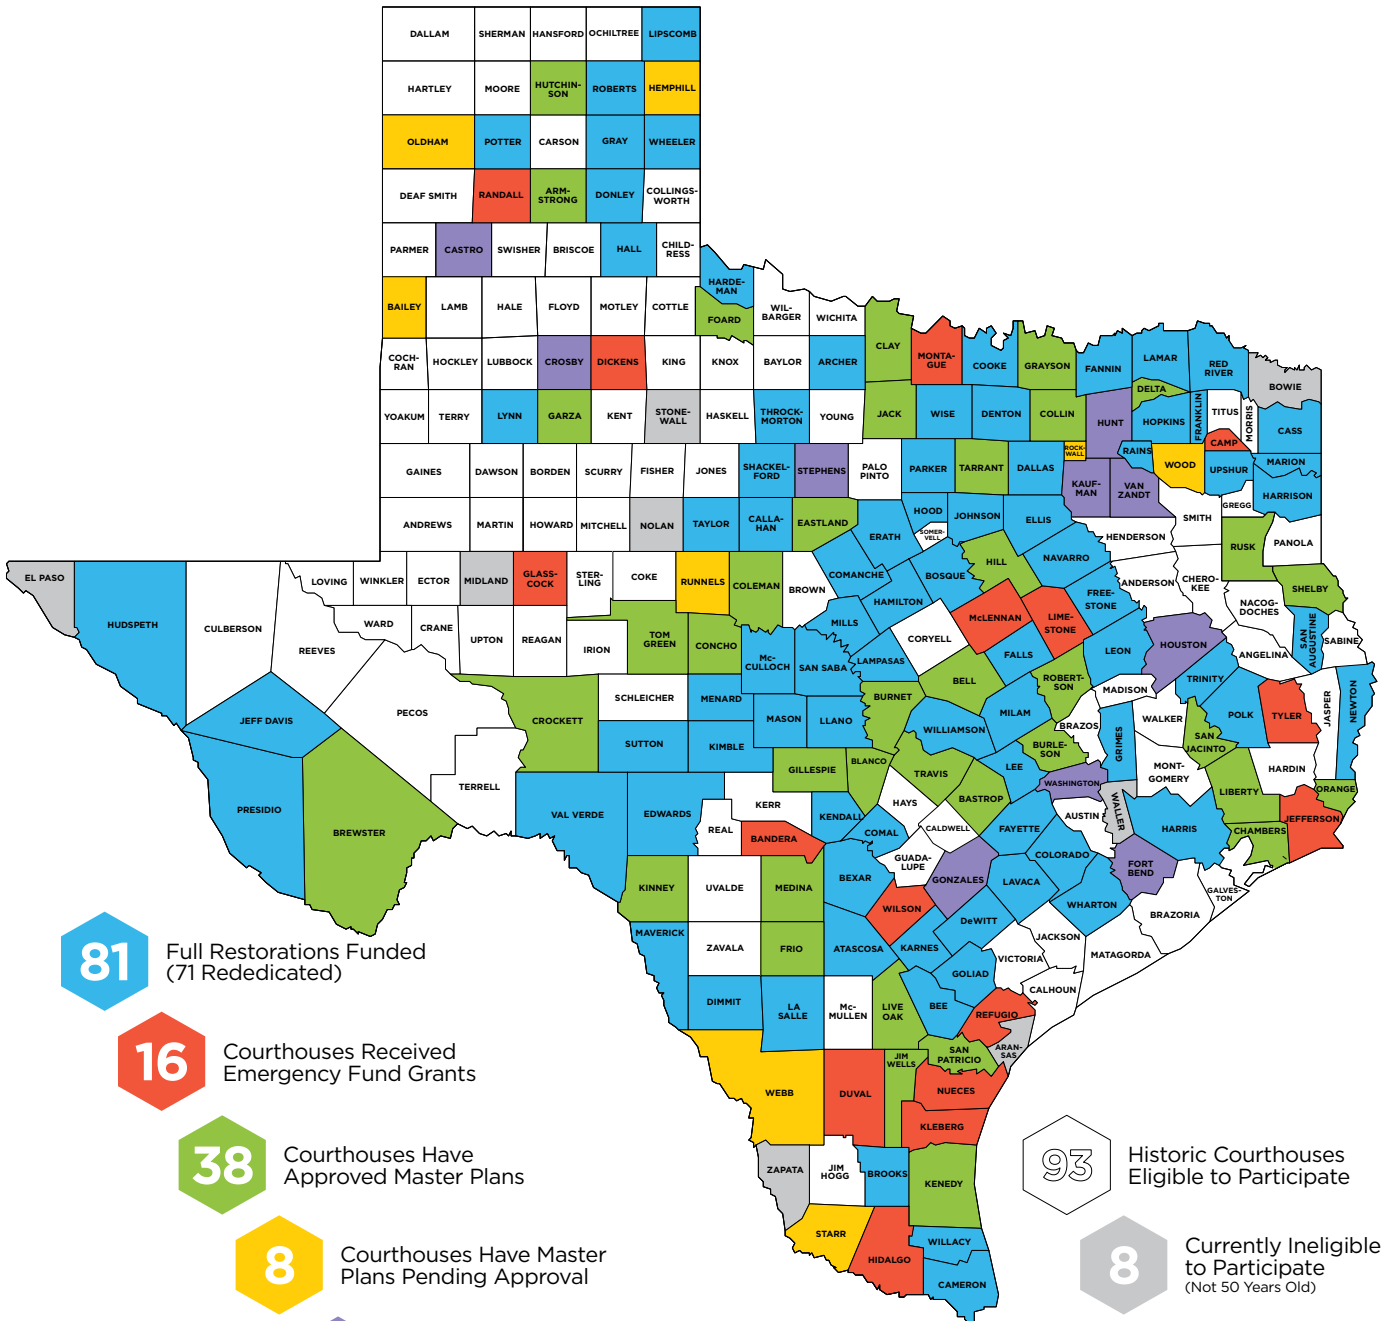 DALLAM
SHERMAN
HANSFORD
OCHILTREE
LIPSCOMB
HARTLEY
MOORE
HUTCHIN-
SON
ROBERTS
HEMPHILL
OLDHAM
POTTER
CARSON
GRAY
WHEELER
DEAF SMITH
RANDALL
ARM-
STRONG
DONLEY
COLLINGS-
WORTH
PARMER
CASTRO
SWISHER
BRISCOE
HALL
CHILD-
RESS
BAILEY
LAMB
HALE
FLOYD
MOTLEY
COTTLE
HARDE-
MAN
FOARD
WIL-
BARGER
WICHITA
CLAY
MONTA-
GUE
COOKE
GRAYSON
FANNIN
LAMAR
RED
RIVER
BOWIE
COCH-
RAN
HOCKLEY
LUBBOCK
CROSBY
DICKENS
KING
KNOX
BAYLOR
ARCHER
DELTA
YOAKUM
TERRY
LYNN
GARZA
KENT
STONE-
WALL
HASKELL
THROCK-
MORTON
YOUNG
JACK
WISE
DENTON
COLLIN
HUNT
HOPKINS
FRANKLIN
TITUS
MORRIS
CASS
CAMP
GAINES
DAWSON
BORDEN
SCURRY
FISHER
JONES
SHACKEL-
FORD
STEPHENS
PALO
PINTO
PARKER
TARRANT
DALLAS
ROCK-
WALL
RAINS
WOOD
UPSHUR
MARION
KAUF-
MAN
VAN
ZANDT
HARRISON
GREGG
ANDREWS
MARTIN
HOWARD
MITCHELL
NOLAN
TAYLOR
CALLA-
HAN
EASTLAND
ERATH
HOOD
SOMER-
VELL
JOHNSON
ELLIS
HENDERSON
SMITH
RUSK
PANOLA
EL PASO
HUDSPETH
CULBERSON
LOVING
WINKLER
ECTOR
MIDLAND
GLASS-
COCK
STER-
LING
COKE
RUNNELS
COLEMAN
BROWN
COMANCHE
BOSQUE
HILL
NAVARRO
ANDERSON
CHERO-
KEE
SHELBY
NACOG-
DOCHES
REEVES
WARD
CRANE
UPTON
REAGAN
IRION
TOM
GREEN
CONCHO
Mc-
CULLOCH
SAN SABA
MILLS
HAMILTON
CORYELL
McLENNAN
LIME-
STONE
FREE-
STONE
LEON
HOUSTON
ANGELINA
SAN
AUGUSTINE
SABINE
LAMPASAS
FALLS
JEFF DAVIS
PECOS
CROCKETT
SCHLEICHER
MENARD
MASON
LLANO
BURNET
BELL
MILAM
ROBERT-
SON
MADISON
TRINITY
POLK
TYLER
JASPER
NEWTON
WILLIAMSON
BRAZOS
GRIMES
WALKER
SAN
JACINTO
SUTTON
KIMBLE
GILLESPIE
BLANCO
TRAVIS
LEE
BURLE-
SON
WASHINGTON
MONT-
GOMERY
HARDIN
LIBERTY
ORANGE
PRESIDIO
BREWSTER
TERRELL
VAL VERDE
EDWARDS
REAL
KERR
BANDERA
KENDALL
COMAL
HAYS
BASTROP
CALDWELL
FAYETTE
AUSTIN
WALLER
HARRIS
CHAMBERS
JEFFERSON
KINNEY
UVALDE
MEDINA
BEXAR
GUADA-
LUPE
GONZALES
LAVACA
COLORADO
FORT
BEND
GALVES-
TON
BRAZORIA
WHARTON
MAVERICK
ZAVALA
FRIO
ATASCOSA
WILSON
KARNES
DeWITT
JACKSON
VICTORIA
MATAGORDA
CALHOUN
GOLIAD
DIMMIT
LA
SALLE
Mc-
MULLEN
LIVE
OAK
BEE
REFUGIO
ARAN-
SAS
SAN
PATRICIO
JIM
WELLS
WEBB
DUVAL
NUECES
KLEBERG
ZAPATA
JIM
HOGG
BROOKS
KENEDY
STARR
HIDALGO
WILLACY
CAMERON
81
Full Restorations Funded
(71 Rededicated)
16
Courthouses Received
Emergency Fund Grants
38
Courthouses Have
Approved Master Plans
8
Courthouses Have Master
Plans Pending Approval
93
Historic Courthouses
Eligible to Participate
8
Currently Ineligible
to Participate
(Not 50 Years Old)